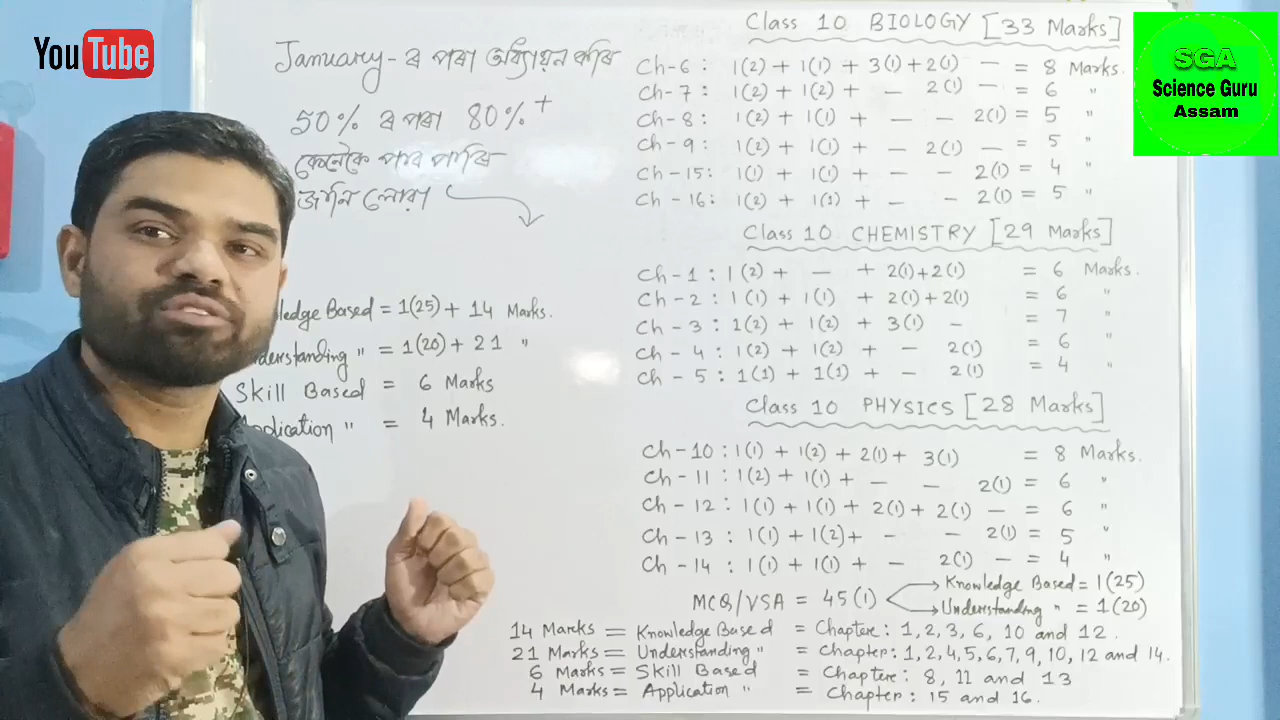 YouTube
January - ৰ পৰা অধ্যয়ন কৰি
50% ৰ পৰা 80%+
কেনেকৈ পাব পাৰি
জানি লোৱা
ledge Based = 1(25) + 14 Marks.
Understanding " = 1(20) + 21 "
Skill Based = 6 Marks
Application " = 4 Marks.
Class 10 BIOLOGY [33 Marks]
Ch-6 : 1(2) + 1(1) + 3(1) + 2(1) — = 8 Marks.
Ch-7 : 1(2) + 1(2) + — 2(1) — = 6 "
Ch-8 : 1(2) + 1(1) + — — 2(1) = 5 "
Ch-9 : 1(2) + 1(1) + — 2(1) — = 5 "
Ch-15: 1(1) + 1(1) + — — 2(1) = 4 "
Ch-16: 1(2) + 1(1) + — — 2(1) = 5 "
Class 10 CHEMISTRY [29 Marks]
Ch-1 : 1(2) + — + 2(1)+2(1) = 6 Marks.
Ch-2 : 1(1) + 1(1) + 2(1)+2(1) = 6 "
Ch-3 : 1(2) + 1(2) + 3(1) — = 7 "
Ch-4 : 1(2) + 1(2) + — 2(1) = 6 "
Ch-5 : 1(1) + 1(1) + — 2(1) = 4 "
Class 10 PHYSICS [28 Marks]
Ch-10 : 1(1) + 1(2) + 2(1) + 3(1) = 8 Marks.
Ch-11 : 1(2) + 1(1) + — — 2(1) = 6 "
Ch-12 : 1(1) + 1(1) + 2(1) + 2(1) — = 6 "
Ch-13 : 1(1) + 1(2) + — — 2(1) = 5 "
Ch-14 : 1(1) + 1(1) + — 2(1) — = 4 "
MCQ/VSA = 45(1)
Knowledge Based = 1(25)
Understanding " = 1(20)
14 Marks = Knowledge Based = Chapter: 1, 2, 3, 6, 10 and 12.
21 Marks = Understanding " = Chapter: 1, 2, 4, 5, 6, 7, 9, 10, 12 and 14.
6 Marks = Skill Based = Chapter: 8, 11 and 13
4 Marks = Application " = Chapter: 15 and 16.
SGA
Science Guru
Assam